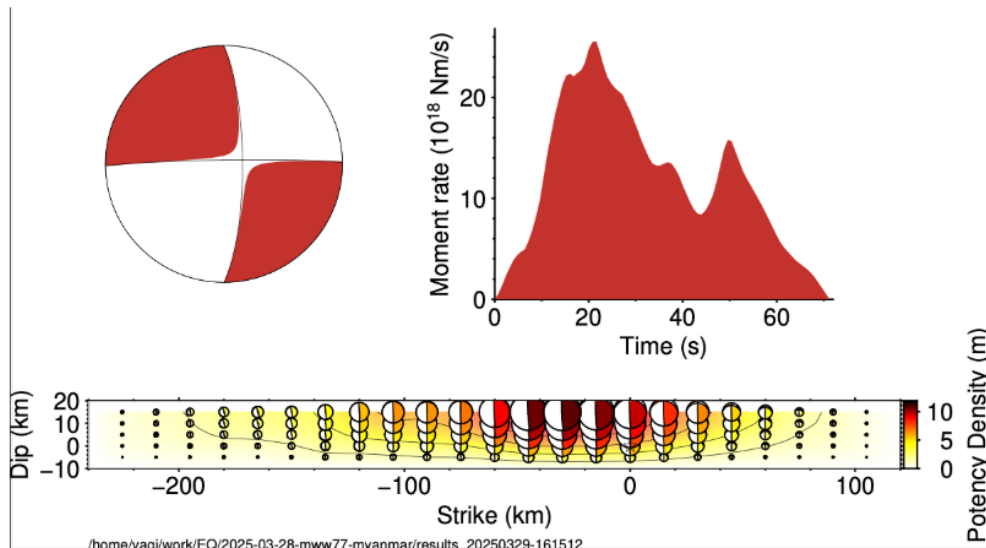 Moment rate (10¹⁸ Nm/s)
20
10
0
0 20 40 60
Time (s)
Dip (km)
20
10
0
−10
−200 −100 0 100
Strike (km)
10
5
0
Potency Density (m)
/home/yagi/work/EQ/2025-03-28-mww77-myanmar/results_20250329-161512